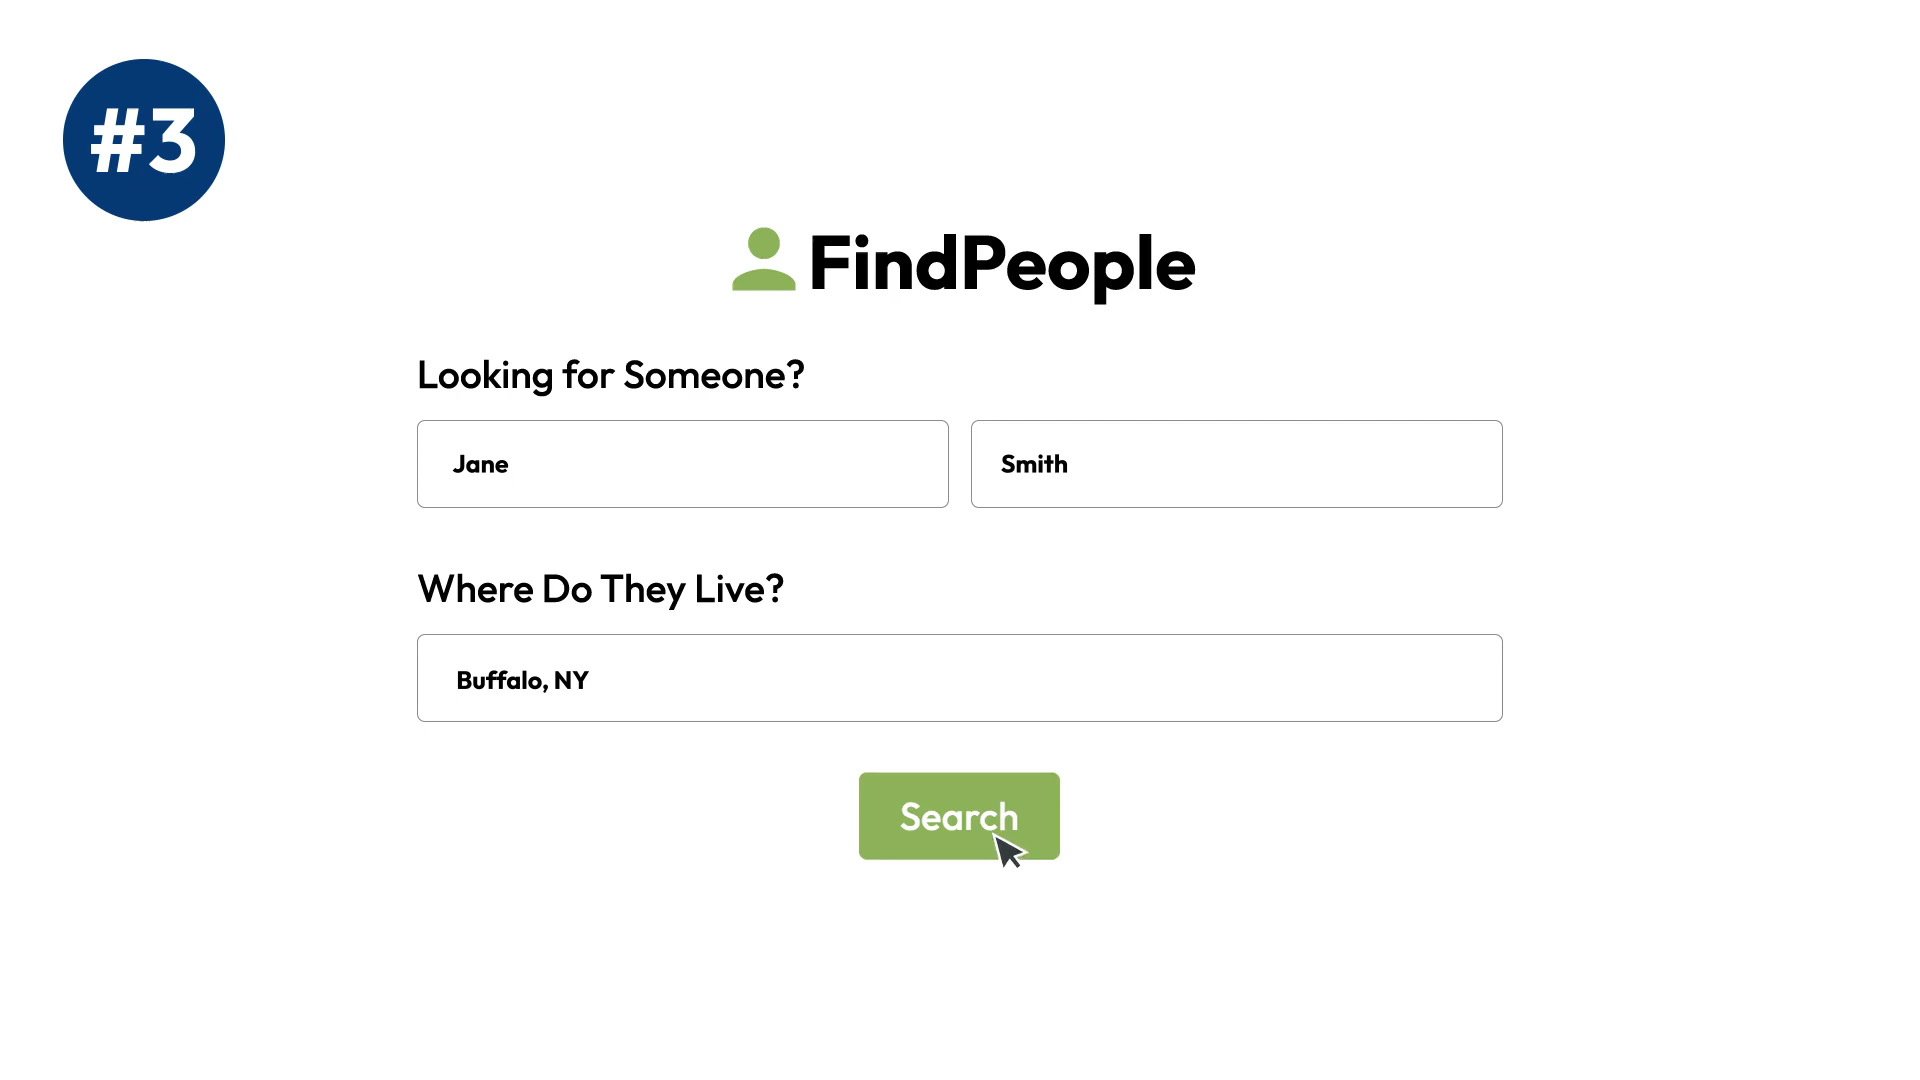 #3
FindPeople
Looking for Someone?
Jane
Smith
Where Do They Live?
Buffalo, NY
Search